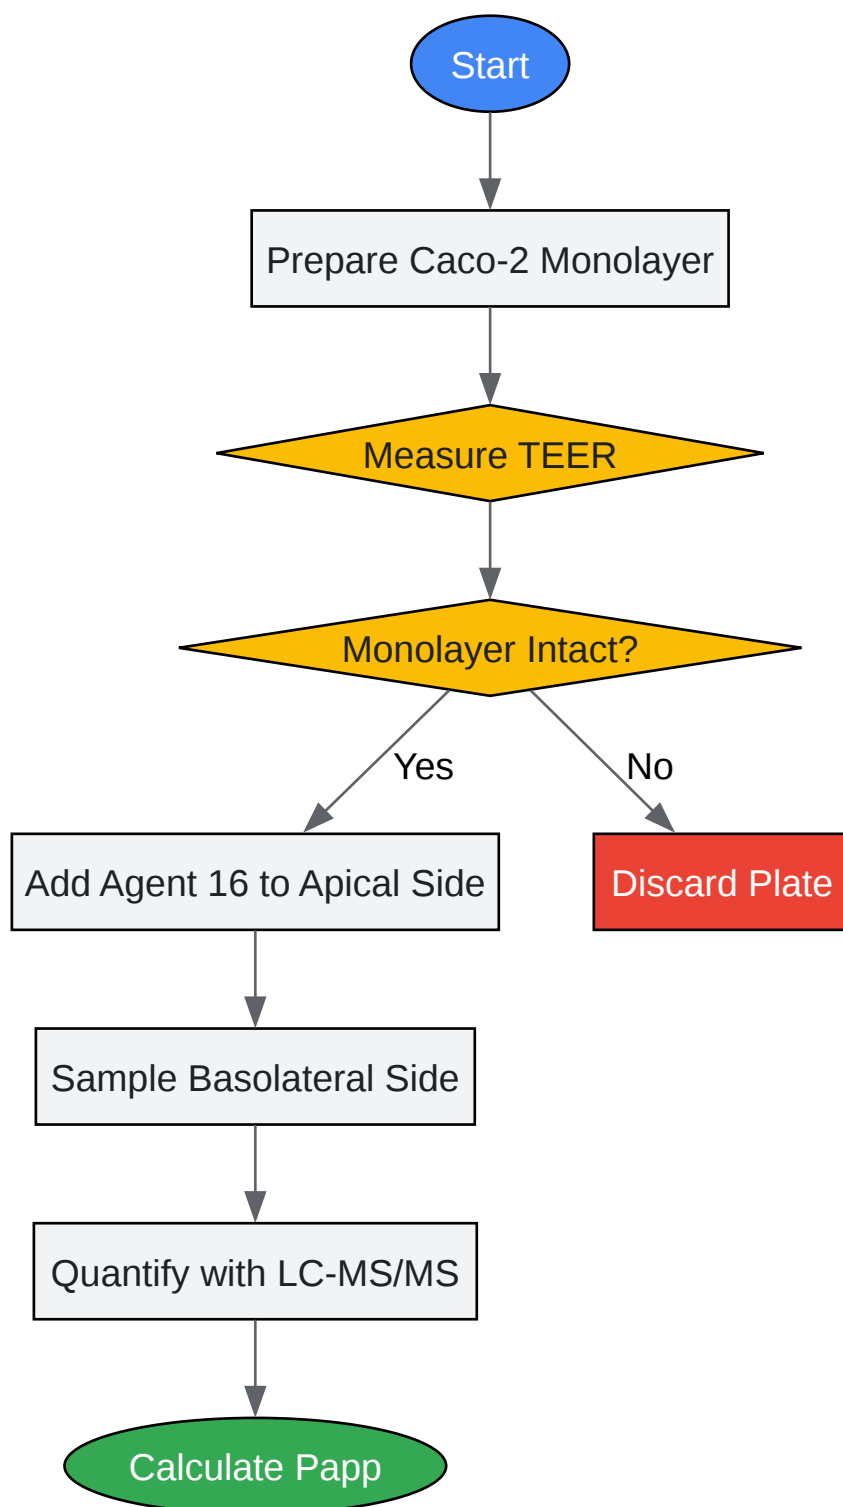 Start
Prepare Caco-2 Monolayer
Measure TEER
Monolayer Intact?
Yes
No
Add Agent 16 to Apical Side
Discard Plate
Sample Basolateral Side
Quantify with LC-MS/MS
Calculate Papp